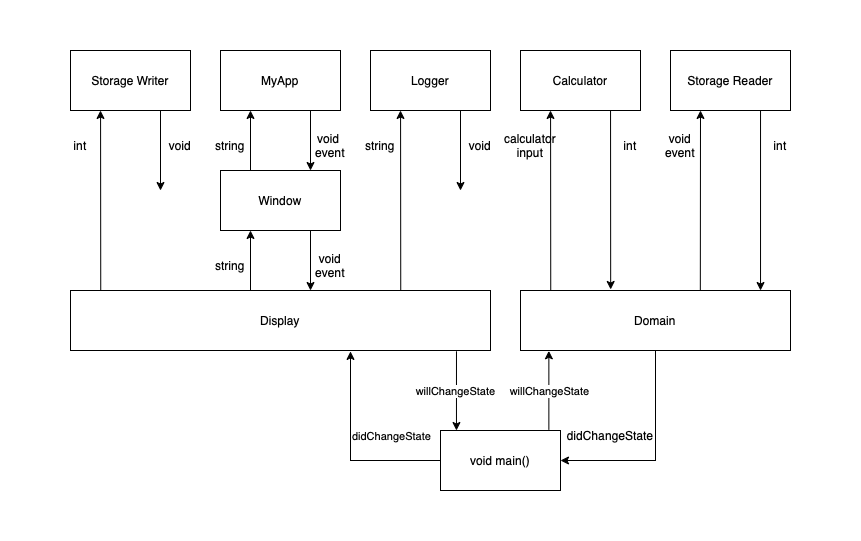 Storage Writer
MyApp
Logger
Calculator
Storage Reader
int
void
string
void
event
string
void
calculator
input
int
void
event
int
Window
string
void
event
Display
Domain
willChangeState
willChangeState
didChangeState
didChangeState
void main()